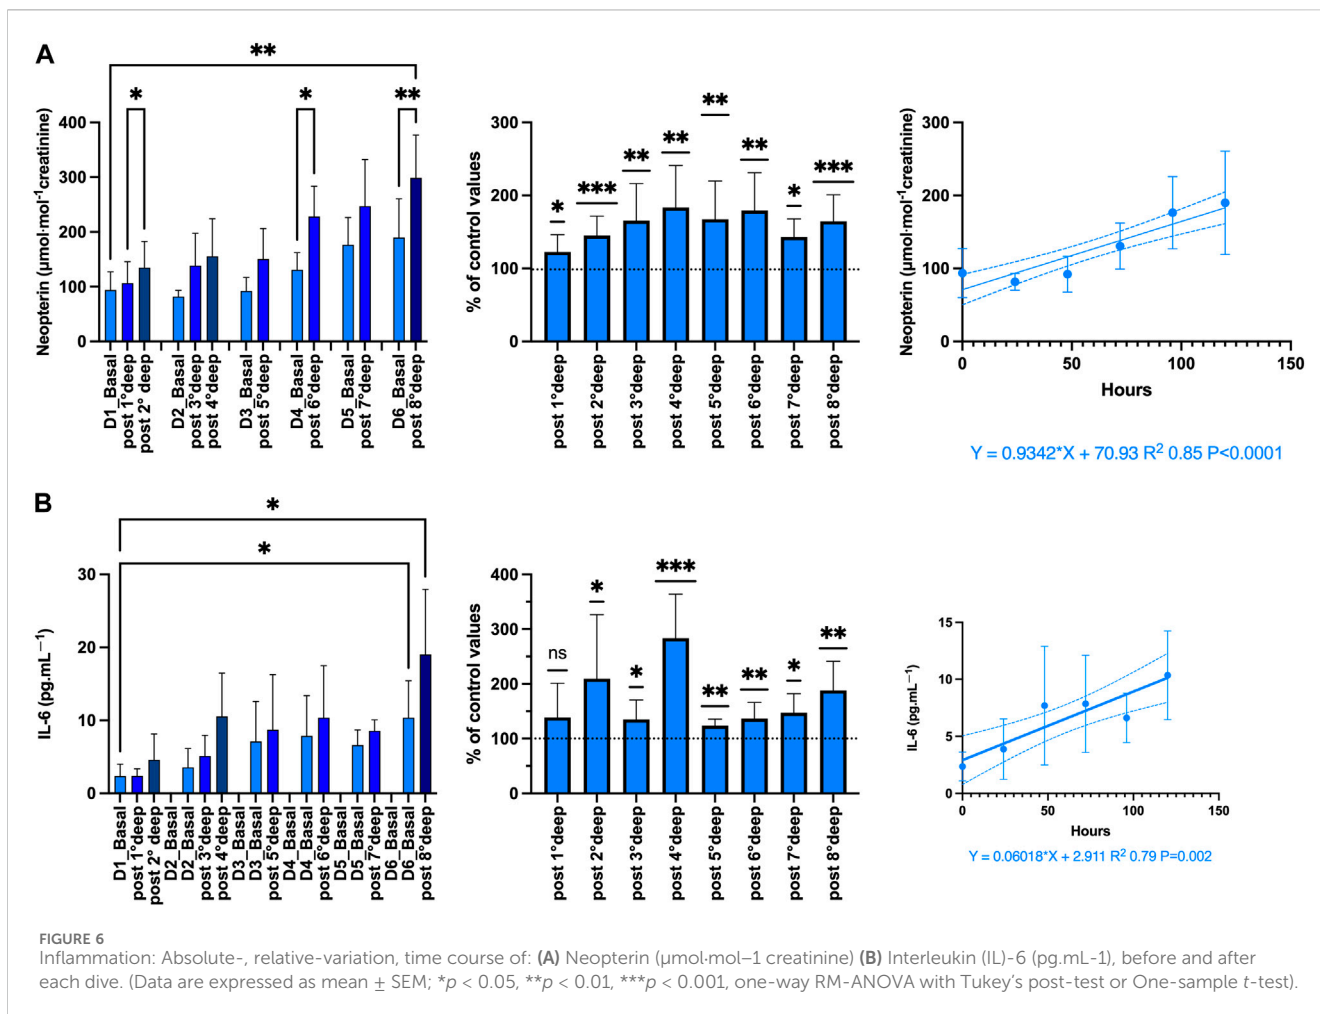 A
**
*
*
**
Neopterin (µmol·mol⁻¹creatinine)
400
300
200
100
0
D1_Basal
post 1°deep
post 2° deep
D2_Basal
post 3°deep
post 4°deep
D3_Basal
post 5°deep
D4_Basal
post 6°deep
D5_Basal
post 7°deep
D6_Basal
post 8°deep
% of control values
300
200
100
0
*
***
**
**
**
**
*
***
post 1°deep
post 2°deep
post 3°deep
post 4°deep
post 5°deep
post 6°deep
post 7°deep
post 8°deep
Neopterin (µmol·mol⁻¹creatinine)
300
200
100
0
0 50 100 150
Hours
Y = 0.9342*X + 70.93 R² 0.85 P<0.0001
B
*
*
IL-6 (pg.mL⁻¹)
30
20
10
0
D1_Basal
post 1°deep
post 2° deep
D2_Basal
D2_Basal
post 3°deep
post 4°deep
D3_Basal
D3_Basal
post 5°deep
D4_Basal
D4_Basal
post 6°deep
D5_Basal
D5_Basal
post 7°deep
D6_Basal
D6_Basal
post 8°deep
% of control values
400
300
200
100
0
ns
*
*
***
**
**
*
**
post 1°deep
post 2°deep
post 3°deep
post 4°deep
post 5°deep
post 6°deep
post 7°deep
post 8°deep
IL-6 (pg.mL⁻¹)
15
10
5
0
0 50 100 150
Hours
Y = 0.06018*X + 2.911 R² 0.79 P=0.002
FIGURE 6
Inflammation: Absolute-, relative-variation, time course of: (A) Neopterin (µmol·mol–1 creatinine) (B) Interleukin (IL)-6 (pg.mL-1), before and after
each dive. (Data are expressed as mean ± SEM; *p < 0.05, **p < 0.01, ***p < 0.001, one-way RM-ANOVA with Tukey's post-test or One-sample t-test).